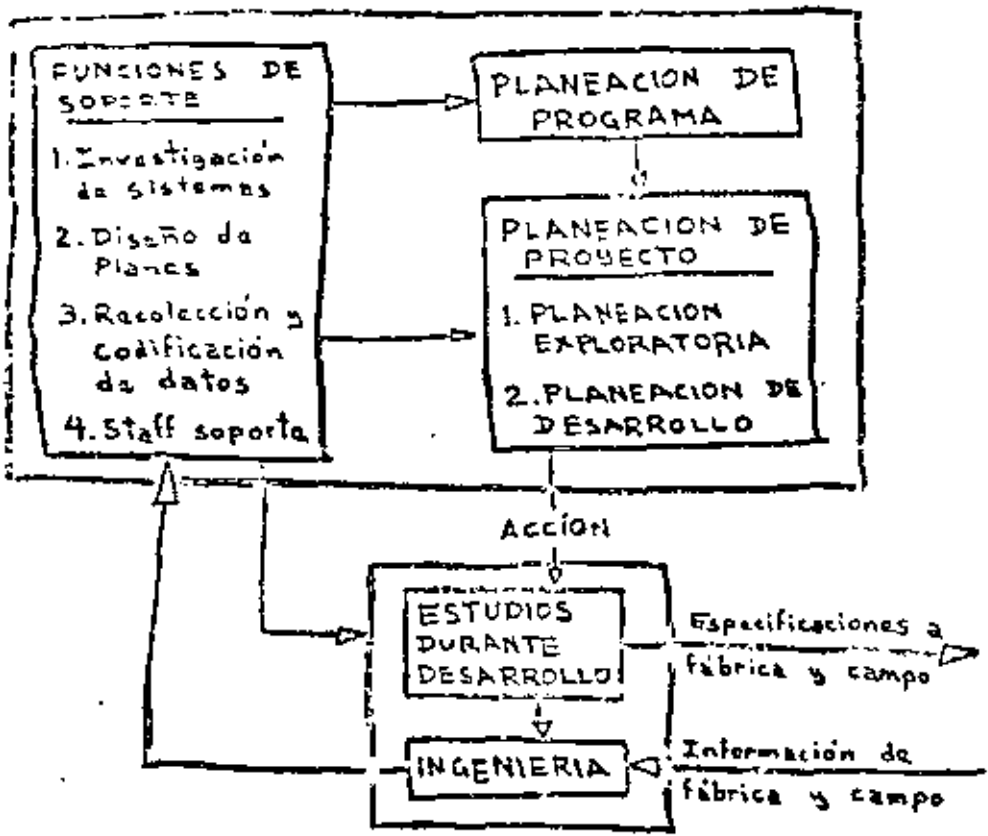 FUNCIONES DE
SOPORTE
1. Investigación
de sistemas
2. Diseño de
Planes
3. Recolección y
Codificación
de datos
4. Staff soporte
PLANEACION DE
PROGRAMA
PLANEACION DE
PROYECTO
1. PLANEACION
EXPLORATORIA
2. PLANEACION DE
DESARROLLO
ACCIÓN
ESTUDIOS
DURANTE
DESARROLLO
INGENIERIA
Especificaciones a
fábrica y campo
Información de
fábrica y campo